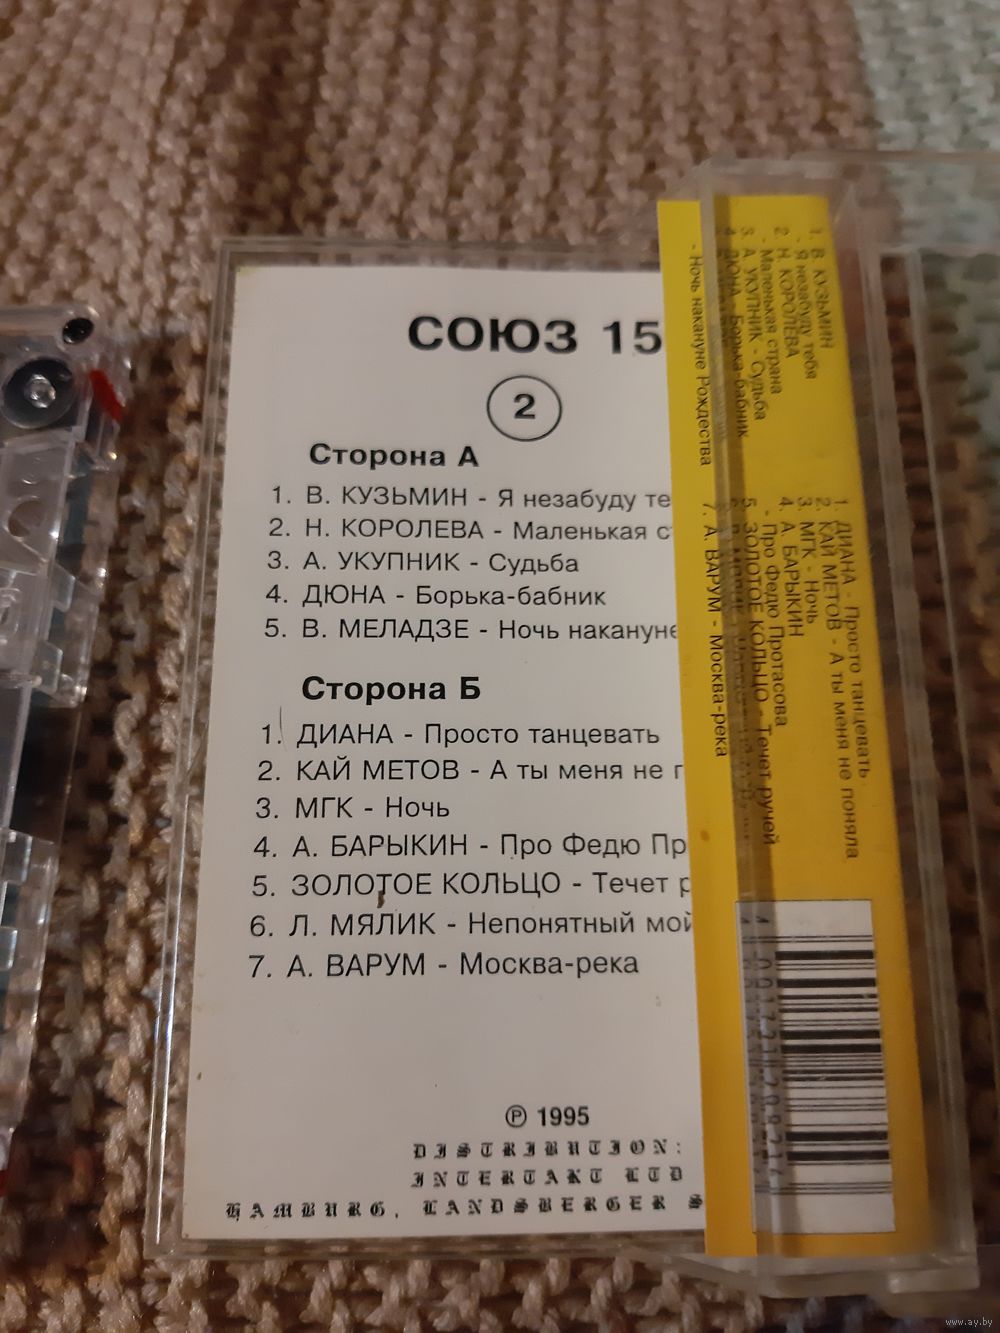 СОЮЗ 15
2
Сторона А
1. В. КУЗЬМИН - Я незабуду те
2. Н. КОРОЛЕВА - Маленькая ст
3. А. УКУПНИК - Судьба
4. ДЮНА - Борька-бабник
5. В. МЕЛАДЗЕ - Ночь накануне
Сторона Б
1. ДИАНА - Просто танцевать
2. КАЙ МЕТОВ - А ты меня не п
3. МГК - Ночь
4. А. БАРЫКИН - Про Федю Пр
5. ЗОЛОТОЕ КОЛЬЦО - Течет р
6. Л. МЯЛИК - Непонятный мой
7. А. ВАРУМ - Москва-река
℗ 1995
DISTRIBUTION:
INTERTAKT LTD
HAMBURG, LANDSBERGER S
1. В. КУЗЬМИН
- Я незабуду тебя
2. Н. КОРОЛЕВА
- Маленькая страна
3. А. УКУПНИК - Судьба
4. ДЮНА - Борька-бабник
- Ночь накануне Рождества
1. ДИАНА - Просто танцевать
2. КАЙ МЕТОВ - А ты меня не поняла
3. МГК - Ночь
4. А. БАРЫКИН
- Про Федю Протасова
5. ЗОЛОТОЕ КОЛЬЦО - Течет ручей
7. А. ВАРУМ - Москва-река
www.ay.by